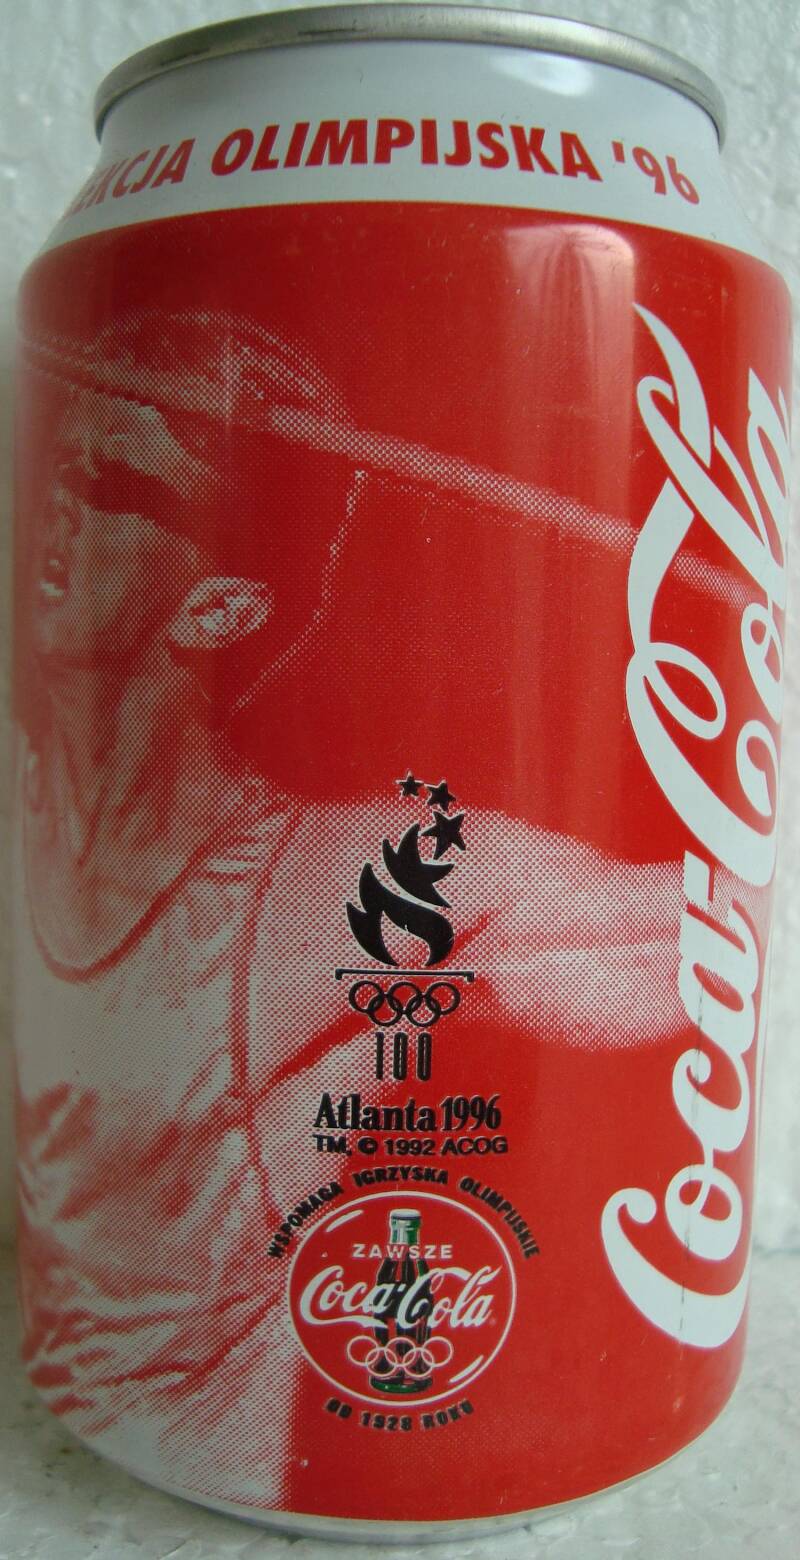 EKCJA OLIMPIJSKA '96
Coca-Cola
100
Atlanta 1996
TM, © 1992 ACOG
WSPOMAGA IGRZYSKA OLIMPIJSKIE
ZAWSZE
Coca-Cola
OD 1928 ROKU